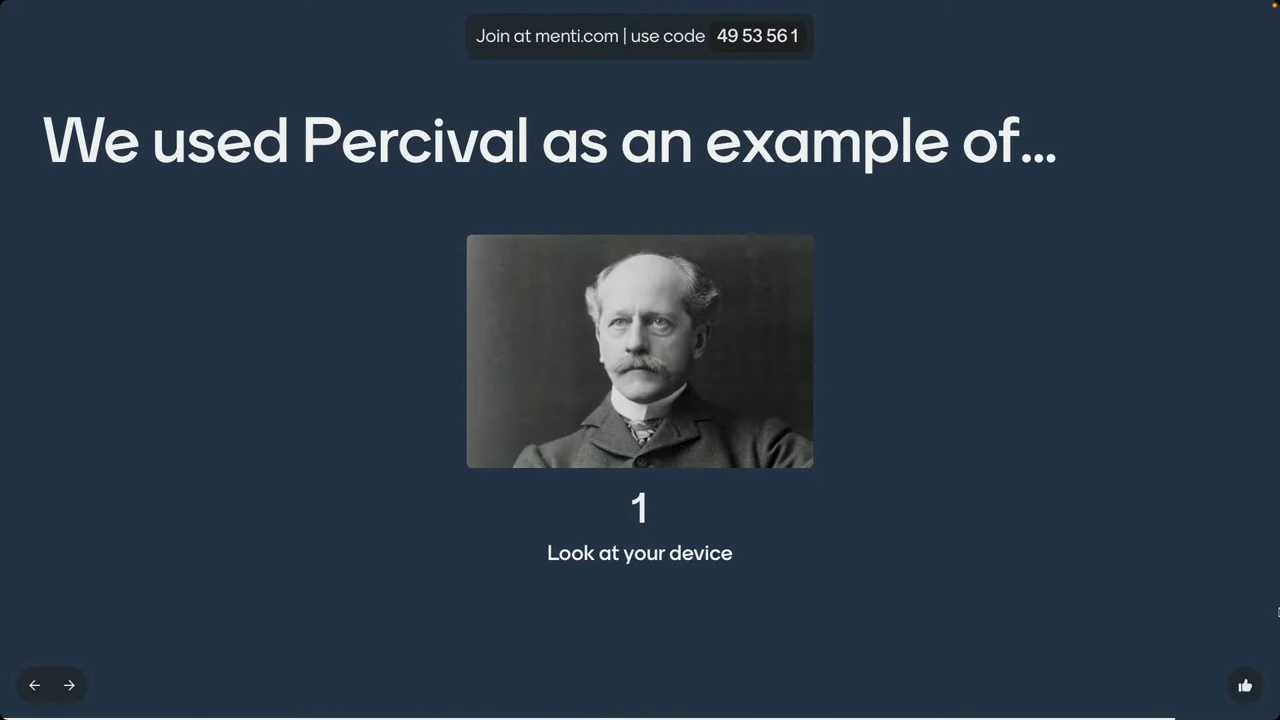 Join at menti.com | use code 49 53 56 1
We used Percival as an example of...
1
Look at your device